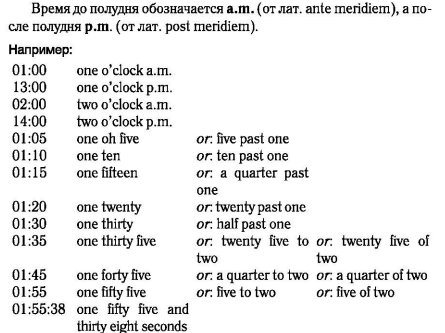 Время до полудня обозначается a.m. (от лат. ante meridiem), а по-
сле полудня p.m. (от лат. post meridiem).
Например:
01:00 one o'clock a.m.
13:00 one o'clock p.m.
02:00 two o'clock a.m.
14:00 two o'clock p.m.
01:05 one oh five or: five past one
01:10 one ten or: ten past one
01:15 one fifteen or: a quarter past
one
01:20 one twenty or: twenty past one
01:30 one thirty or: half past one
01:35 one thirty five or: twenty five to or: twenty five of
two two
01:45 one forty five or: a quarter to two or: a quarter of two
01:55 one fifty five or: five to two or: five of two
01:55:38 one fifty five and
thirty eight seconds